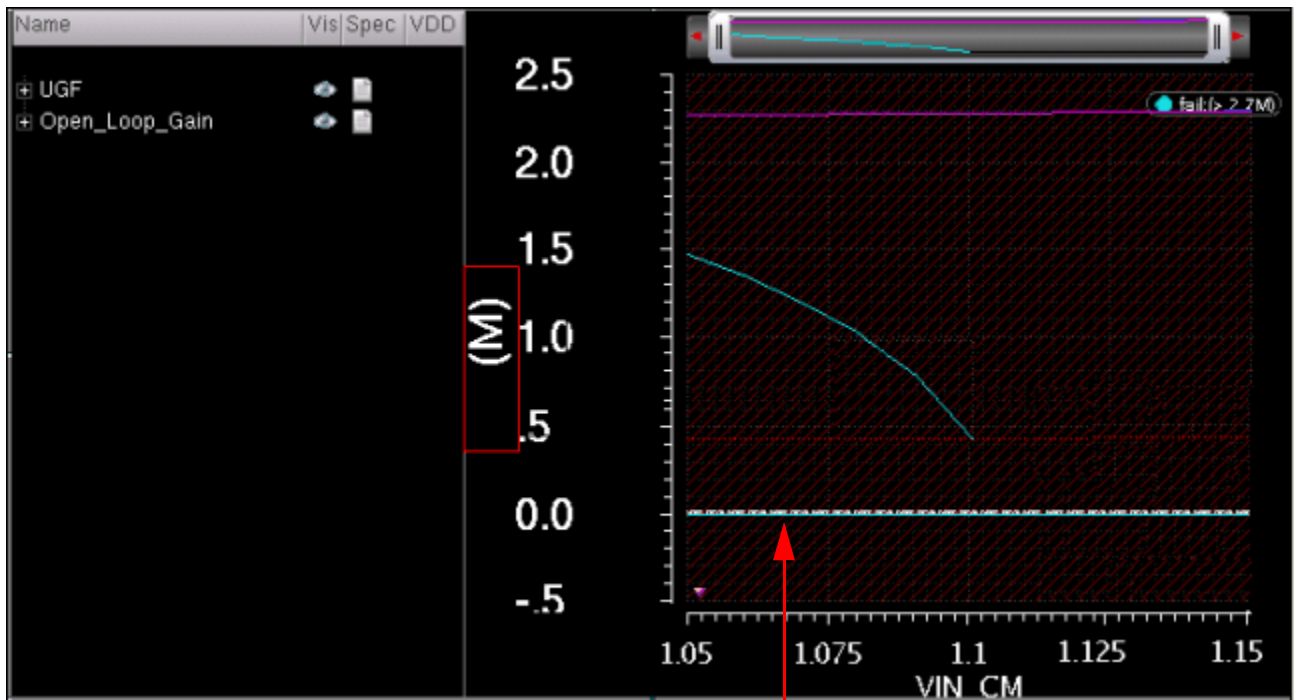 Name Vis Spec VDD
UGF
Open_Loop_Gain
2.5
2.0
1.5
1.0
.5
0.0
-.5
(M)
fail:(> 2.7M)
1.05 1.075 1.1 1.125 1.15
VIN_CM